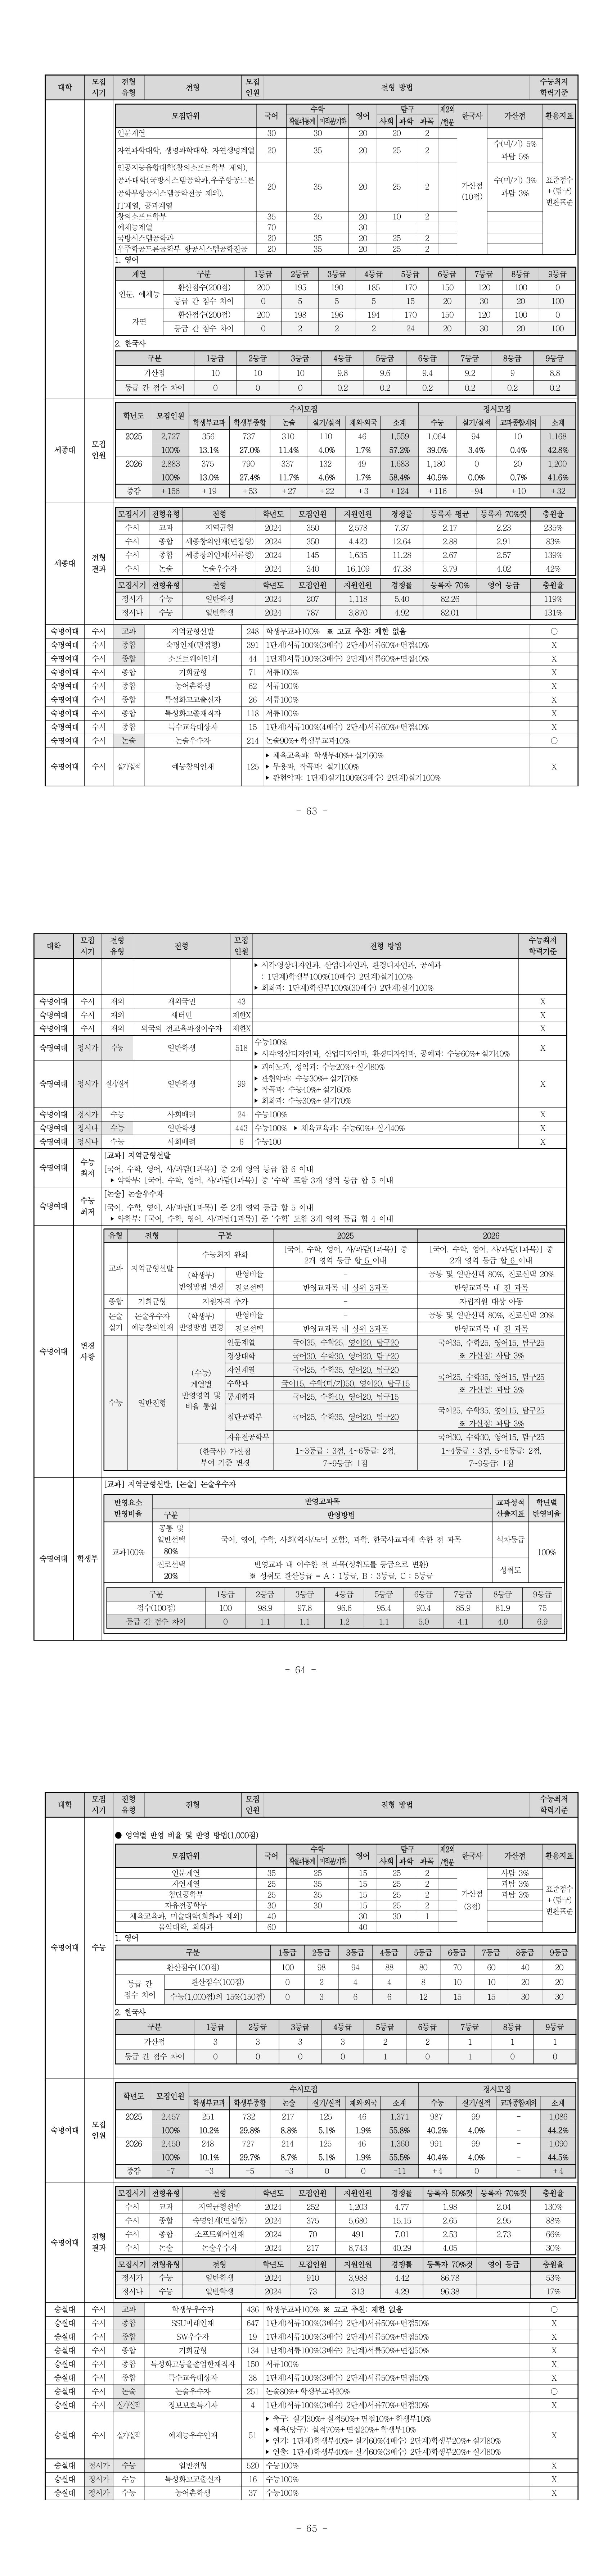 대학 모집시기 전형유형 전형 모집인원 전형 방법 수능최저학력기준
모집단위 국어 수학 영어 탐구 제2외/한문 한국사 가산점 활용지표
확률과통계 미적분/기하 사회 과학 과목
인문계열 30 30 20 20 2
자연과학대학, 생명과학대학, 자연생명계열 20 35 20 25 2 수(미/기) 5% 과탐 5%
인공지능융합대학(창의소프트학부 제외),
공과대학(국방시스템공학과,우주항공드론
공학부항공시스템공학전공 제외),
IT계열, 공과계열 20 35 20 25 2 수(미/기) 3% 과탐 3%
가산점 (10점) 표준점수+(탐구)변환표준
창의소프트학부 35 35 20 10 2
예체능계열 70 30
국방시스템공학과 20 35 20 25 2
우주항공드론공학부 항공시스템공학전공 20 35 20 25 2
1. 영어
계열 구분 1등급 2등급 3등급 4등급 5등급 6등급 7등급 8등급 9등급
인문, 예체능 환산점수(200점) 200 195 190 185 170 150 120 100 0
등급 간 점수 차이 0 5 5 5 15 20 30 20 100
자연 환산점수(200점) 200 198 196 194 170 150 120 100 0
등급 간 점수 차이 0 2 2 2 24 20 30 20 100
2. 한국사
구분 1등급 2등급 3등급 4등급 5등급 6등급 7등급 8등급 9등급
가산점 10 10 10 9.8 9.6 9.4 9.2 9 8.8
등급 간 점수 차이 0 0 0 0.2 0.2 0.2 0.2 0.2 0.2
세종대 모집인원
학년도 모집인원 수시모집 정시모집
학생부교과 학생부종합 논술 실기/실적 재외·외국 소계 수능 실기/실적 교과종합제외 소계
2025 2,727 356 737 310 110 46 1,559 1,064 94 10 1,168
100% 13.1% 27.0% 11.4% 4.0% 1.7% 57.2% 39.0% 3.4% 0.4% 42.8%
2026 2,883 375 790 337 132 49 1,683 1,180 0 20 1,200
100% 13.0% 27.4% 11.7% 4.6% 1.7% 58.4% 40.9% 0.0% 0.7% 41.6%
증감 +156 +19 +53 +27 +22 +3 +124 +116 -94 +10 +32
세종대 전형결과
모집시기 전형유형 전형 학년도 모집인원 지원인원 경쟁률 등록자 평균 등록자 70%컷 충원율
수시 교과 지역균형 2024 350 2,578 7.37 2.17 2.23 235%
수시 종합 세종창의인재(면접형) 2024 350 4,423 12.64 2.88 2.91 83%
수시 종합 세종창의인재(서류형) 2024 145 1,635 11.28 2.67 2.57 139%
수시 논술 논술우수자 2024 340 16,109 47.38 3.79 4.02 42%
모집시기 전형유형 전형 학년도 모집인원 지원인원 경쟁률 등록자 70% 영어 등급 충원율
정시가 수능 일반학생 2024 207 1,118 5.40 82.26 119%
정시나 수능 일반학생 2024 787 3,870 4.92 82.01 131%
숙명여대 수시 교과 지역균형선발 248 학생부교과100% ※ 고교 추천: 제한 없음 ○
숙명여대 수시 종합 숙명인재(면접형) 391 1단계)서류100%(3배수) 2단계)서류60%+면접40% X
숙명여대 수시 종합 소프트웨어인재 44 1단계)서류100%(3배수) 2단계)서류60%+면접40% X
숙명여대 수시 종합 기회균형 71 서류100% X
숙명여대 수시 종합 농어촌학생 62 서류100% X
숙명여대 수시 종합 특성화고교출신자 26 서류100% X
숙명여대 수시 종합 특성화고졸재직자 118 서류100% X
숙명여대 수시 종합 특수교육대상자 15 1단계)서류100%(4배수) 2단계)서류60%+면접40% X
숙명여대 수시 논술 논술우수자 214 논술90%+학생부교과10% ○
숙명여대 수시 실기/실적 예능창의인재 125 ▸ 체육교육과: 학생부40%+실기60% X
▸ 무용과, 작곡과: 실기100%
▸ 관현악과: 1단계)실기100%(3배수) 2단계)실기100%
- 63 -
대학 모집시기 전형유형 전형 모집인원 전형 방법 수능최저학력기준
▸ 시각·영상디자인과, 산업디자인과, 환경디자인과, 공예과
: 1단계)학생부100%(10배수) 2단계)실기100%
▸ 회화과: 1단계)학생부100%(30배수) 2단계)실기100%
숙명여대 수시 재외 재외국민 43 X
숙명여대 수시 재외 새터민 제한X X
숙명여대 수시 재외 외국의 전교육과정이수자 제한X X
숙명여대 정시가 수능 일반학생 518 수능100% X
▸ 시각·영상디자인과, 산업디자인과, 환경디자인과, 공예과: 수능60%+실기40%
숙명여대 정시가 실기/실적 일반학생 99 ▸ 피아노과, 성악과: 수능20%+실기80% X
▸ 관현악과: 수능30%+실기70%
▸ 작곡과: 수능40%+실기60%
▸ 회화과: 수능30%+실기70%
숙명여대 정시가 수능 사회배려 24 수능100% X
숙명여대 정시나 수능 일반학생 443 수능100% ▸ 체육교육과: 수능60%+실기40% X
숙명여대 정시나 수능 사회배려 6 수능100 X
숙명여대 수능최저 [교과] 지역균형선발
[국어, 수학, 영어, 사/과탐(1과목)] 중 2개 영역 등급 합 6 이내
▸ 약학부: [국어, 수학, 영어, 사/과탐(1과목)] 중 '수학' 포함 3개 영역 등급 합 5 이내
숙명여대 수능최저 [논술] 논술우수자
[국어, 수학, 영어, 사/과탐(1과목)] 중 2개 영역 등급 합 5 이내
▸ 약학부: [국어, 수학, 영어, 사/과탐(1과목)] 중 '수학' 포함 3개 영역 등급 합 4 이내
숙명여대 변경사항
유형 전형 구분 2025 2026
교과 지역균형선발 수능최저 완화 [국어, 수학, 영어, 사/과탐(1과목)] 중 2개 영역 등급 합 5 이내 [국어, 수학, 영어, 사/과탐(1과목)] 중 2개 영역 등급 합 6 이내
(학생부) 반영방법 변경 반영비율 - 공통 및 일반선택 80%, 진로선택 20%
진로선택 반영교과목 내 상위 3과목 반영교과목 내 전 과목
종합 기회균형 지원자격 추가 - 자립지원 대상 아동
논술 실기 논술우수자 예능창의인재 (학생부) 반영방법 변경 반영비율 - 공통 및 일반선택 80%, 진로선택 20%
진로선택 반영교과목 내 상위 3과목 반영교과목 내 전 과목
수능 일반전형 (수능) 계열별 반영영역 및 비율 통일
인문계열 국어35, 수학25, 영어20, 탐구20 국어35, 수학25, 영어15, 탐구25
경상대학 국어30, 수학30, 영어20, 탐구20 ※ 가산점: 사탐 3%
자연계열 국어25, 수학35, 영어20, 탐구20 국어25, 수학35, 영어15, 탐구25
수학과 국어15, 수학(미/기)50, 영어20, 탐구15 ※ 가산점: 과탐 3%
통계학과 국어25, 수학40, 영어20, 탐구15
첨단공학부 국어25, 수학35, 영어20, 탐구20 국어25, 수학35, 영어15, 탐구25 ※ 가산점: 과탐 3%
자유전공학부 국어30, 수학30, 영어15, 탐구25
(한국사) 가산점 부여 기준 변경 1~3등급 : 3점, 4~6등급: 2점, 7~9등급: 1점 1~4등급 : 3점, 5~6등급: 2점, 7~9등급: 1점
숙명여대 학생부 [교과] 지역균형선발, [논술] 논술우수자
반영요소 반영비율 반영교과목 교과성적 산출지표 학년별 반영비율
구분 반영방법
교과100% 공통 및 일반선택 80% 국어, 영어, 수학, 사회(역사/도덕 포함), 과학, 한국사교과에 속한 전 과목 석차등급 100%
진로선택 20% 반영교과 내 이수한 전 과목(성취도를 등급으로 변환) 성취도
※ 성취도 환산등급 = A : 1등급, B : 3등급, C : 5등급
구분 1등급 2등급 3등급 4등급 5등급 6등급 7등급 8등급 9등급
점수(100점) 100 98.9 97.8 96.6 95.4 90.4 85.9 81.9 75
등급 간 점수 차이 0 1.1 1.1 1.2 1.1 5.0 4.1 4.0 6.9
- 64 -
대학 모집시기 전형유형 전형 모집인원 전형 방법 수능최저학력기준
숙명여대 수능
● 영역별 반영 비율 및 반영 방법(1,000점)
모집단위 국어 수학 영어 탐구 제2외/한문 한국사 가산점 활용지표
확률과통계 미적분/기하 사회 과학 과목
인문계열 35 25 15 25 2 사탐 3%
자연계열 25 35 15 25 2 과탐 3%
첨단공학부 25 35 15 25 2 과탐 3%
자유전공학부 30 30 15 25 2
체육교육과, 미술대학(회화과 제외) 40 30 30 1
음악대학, 회화과 60 40
가산점 (3점) 표준점수+(탐구)변환표준
1. 영어
구분 1등급 2등급 3등급 4등급 5등급 6등급 7등급 8등급 9등급
환산점수(100점) 100 98 94 88 80 70 60 40 20
등급 간 점수 차이 환산점수(100점) 0 2 4 4 8 10 10 20 20
수능(1,000점)의 15%(150점) 0 3 6 6 12 15 15 30 30
2. 한국사
구분 1등급 2등급 3등급 4등급 5등급 6등급 7등급 8등급 9등급
가산점 3 3 3 3 2 2 1 1 1
등급 간 점수 차이 0 0 0 0 1 0 1 0 0
숙명여대 모집인원
학년도 모집인원 수시모집 정시모집
학생부교과 학생부종합 논술 실기/실적 재외·외국 소계 수능 실기/실적 교과종합제외 소계
2025 2,457 251 732 217 125 46 1,371 987 99 - 1,086
100% 10.2% 29.8% 8.8% 5.1% 1.9% 55.8% 40.2% 4.0% - 44.2%
2026 2,450 248 727 214 125 46 1,360 991 99 - 1,090
100% 10.1% 29.7% 8.7% 5.1% 1.9% 55.5% 40.4% 4.0% - 44.5%
증감 -7 -3 -5 -3 0 0 -11 +4 0 - +4
숙명여대 전형결과
모집시기 전형유형 전형 학년도 모집인원 지원인원 경쟁률 등록자 50%컷 등록자 70%컷 충원율
수시 교과 지역균형선발 2024 252 1,203 4.77 1.98 2.04 130%
수시 종합 숙명인재(면접형) 2024 375 5,680 15.15 2.65 2.95 88%
수시 종합 소프트웨어인재 2024 70 491 7.01 2.53 2.73 66%
수시 논술 논술우수자 2024 217 8,743 40.29 4.05 30%
모집시기 전형유형 전형 학년도 모집인원 지원인원 경쟁률 등록자 70%컷 영어 등급 충원율
정시가 수능 일반학생 2024 910 3,988 4.42 86.78 53%
정시나 수능 일반학생 2024 73 313 4.29 96.38 17%
숭실대 수시 교과 학생부우수자 436 학생부교과100% ※ 고교 추천: 제한 없음 ○
숭실대 수시 종합 SSU미래인재 647 1단계)서류100%(3배수) 2단계)서류50%+면접50% X
숭실대 수시 종합 SW우수자 19 1단계)서류100%(3배수) 2단계)서류50%+면접50% X
숭실대 수시 종합 기회균형 134 1단계)서류100%(3배수) 2단계)서류50%+면접50% X
숭실대 수시 종합 특성화고등을졸업한재직자 150 서류100% X
숭실대 수시 종합 특수교육대상자 38 1단계)서류100%(3배수) 2단계)서류50%+면접50% X
숭실대 수시 논술 논술우수자 251 논술80%+학생부교과20% ○
숭실대 수시 실기/실적 정보보호특기자 4 1단계)서류100%(3배수) 2단계)서류70%+면접30% X
숭실대 수시 실기/실적 예체능우수인재 51 ▸ 축구: 실기30%+실적50%+면접10%+학생부10% X
▸ 체육(당구): 실적70%+면접20%+학생부10%
▸ 연기: 1단계)학생부40%+실기60%(4배수) 2단계)학생부20%+실기80%
▸ 연출: 1단계)학생부40%+실기60%(3배수) 2단계)학생부20%+실기80%
숭실대 정시가 수능 일반전형 520 수능100% X
숭실대 정시가 수능 특성화고교출신자 16 수능100% X
숭실대 정시가 수능 농어촌학생 37 수능100% X
- 65 -